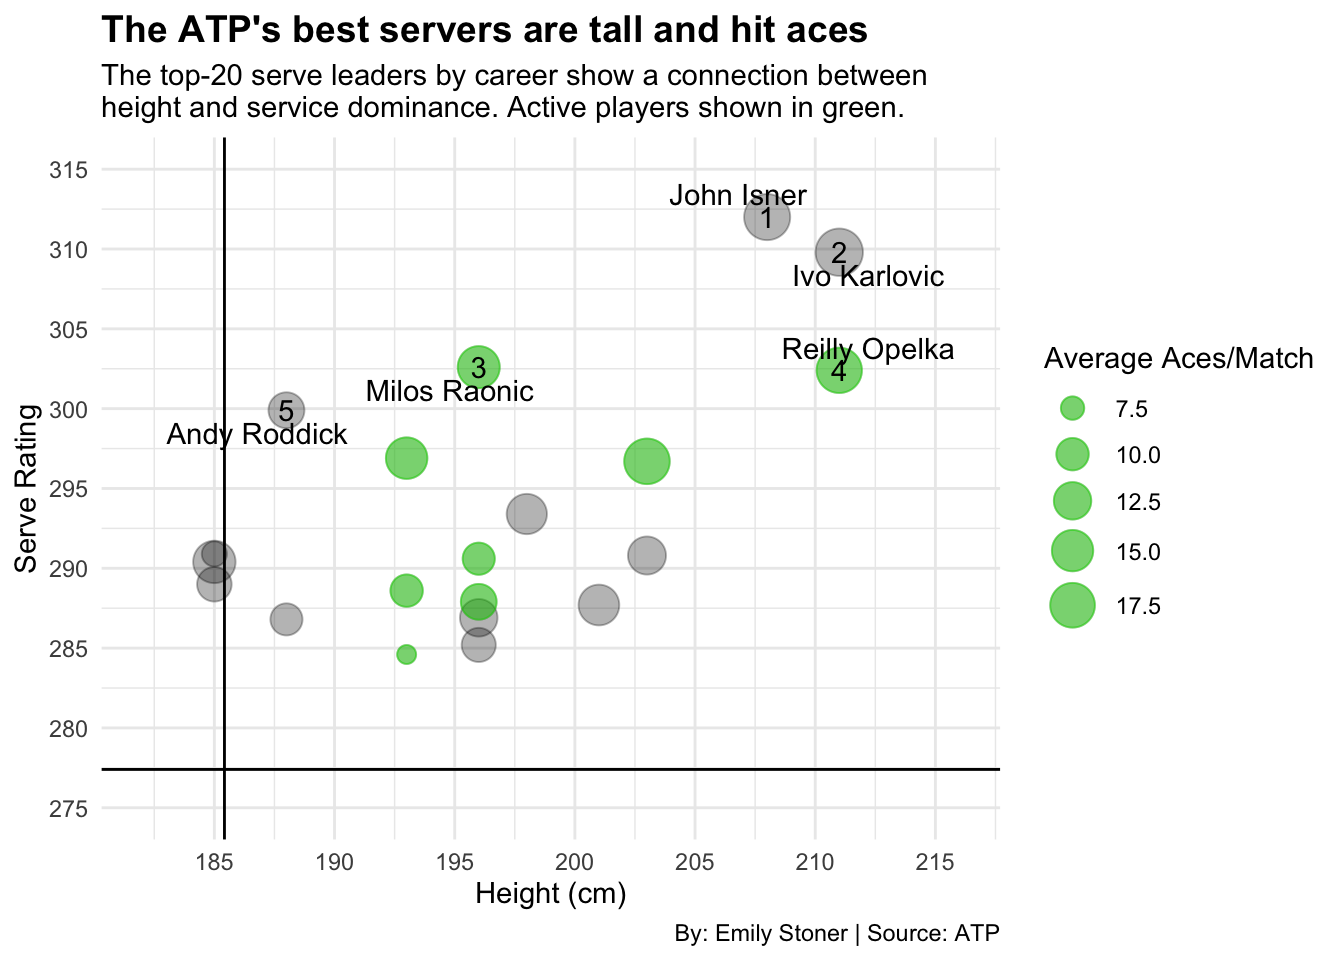 The ATP's best servers are tall and hit aces
The top-20 serve leaders by career show a connection between
height and service dominance. Active players shown in green.
315
310
305
300
295
290
285
280
275
Serve Rating
John Isner
1
2
Ivo Karlovic
Reilly Opelka
4
3
Milos Raonic
5
Andy Roddick
185
190
195
200
205
210
215
Height (cm)
Average Aces/Match
7.5
10.0
12.5
15.0
17.5
By: Emily Stoner | Source: ATP